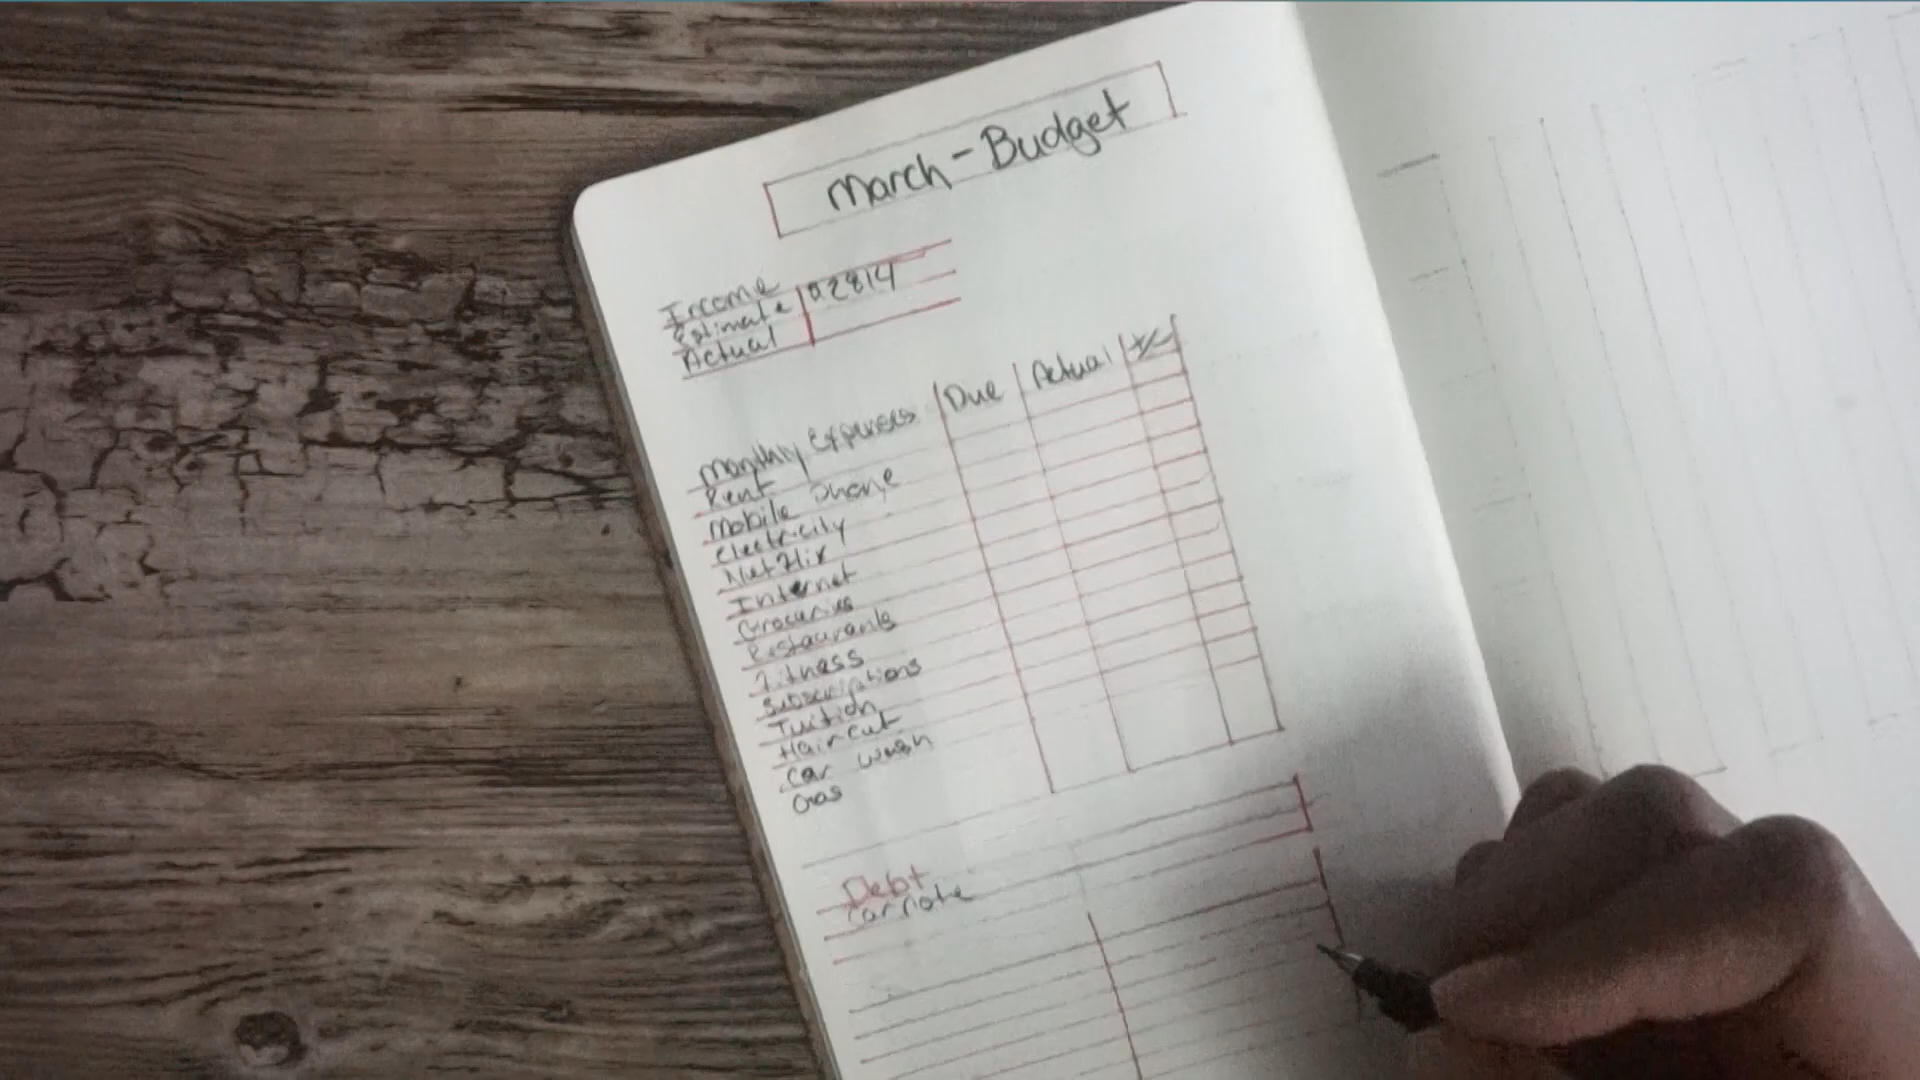 March - Budget
Income
Estimate 2814
Actual
Monthly Expenses Due Actual +/-
Rent
Mobile Phone
Electricity
Netflix
Internet
Groceries
Restaurants
Fitness
Subscriptions
Tuition
Haircut
Car wash
Gas
Debt
Car note